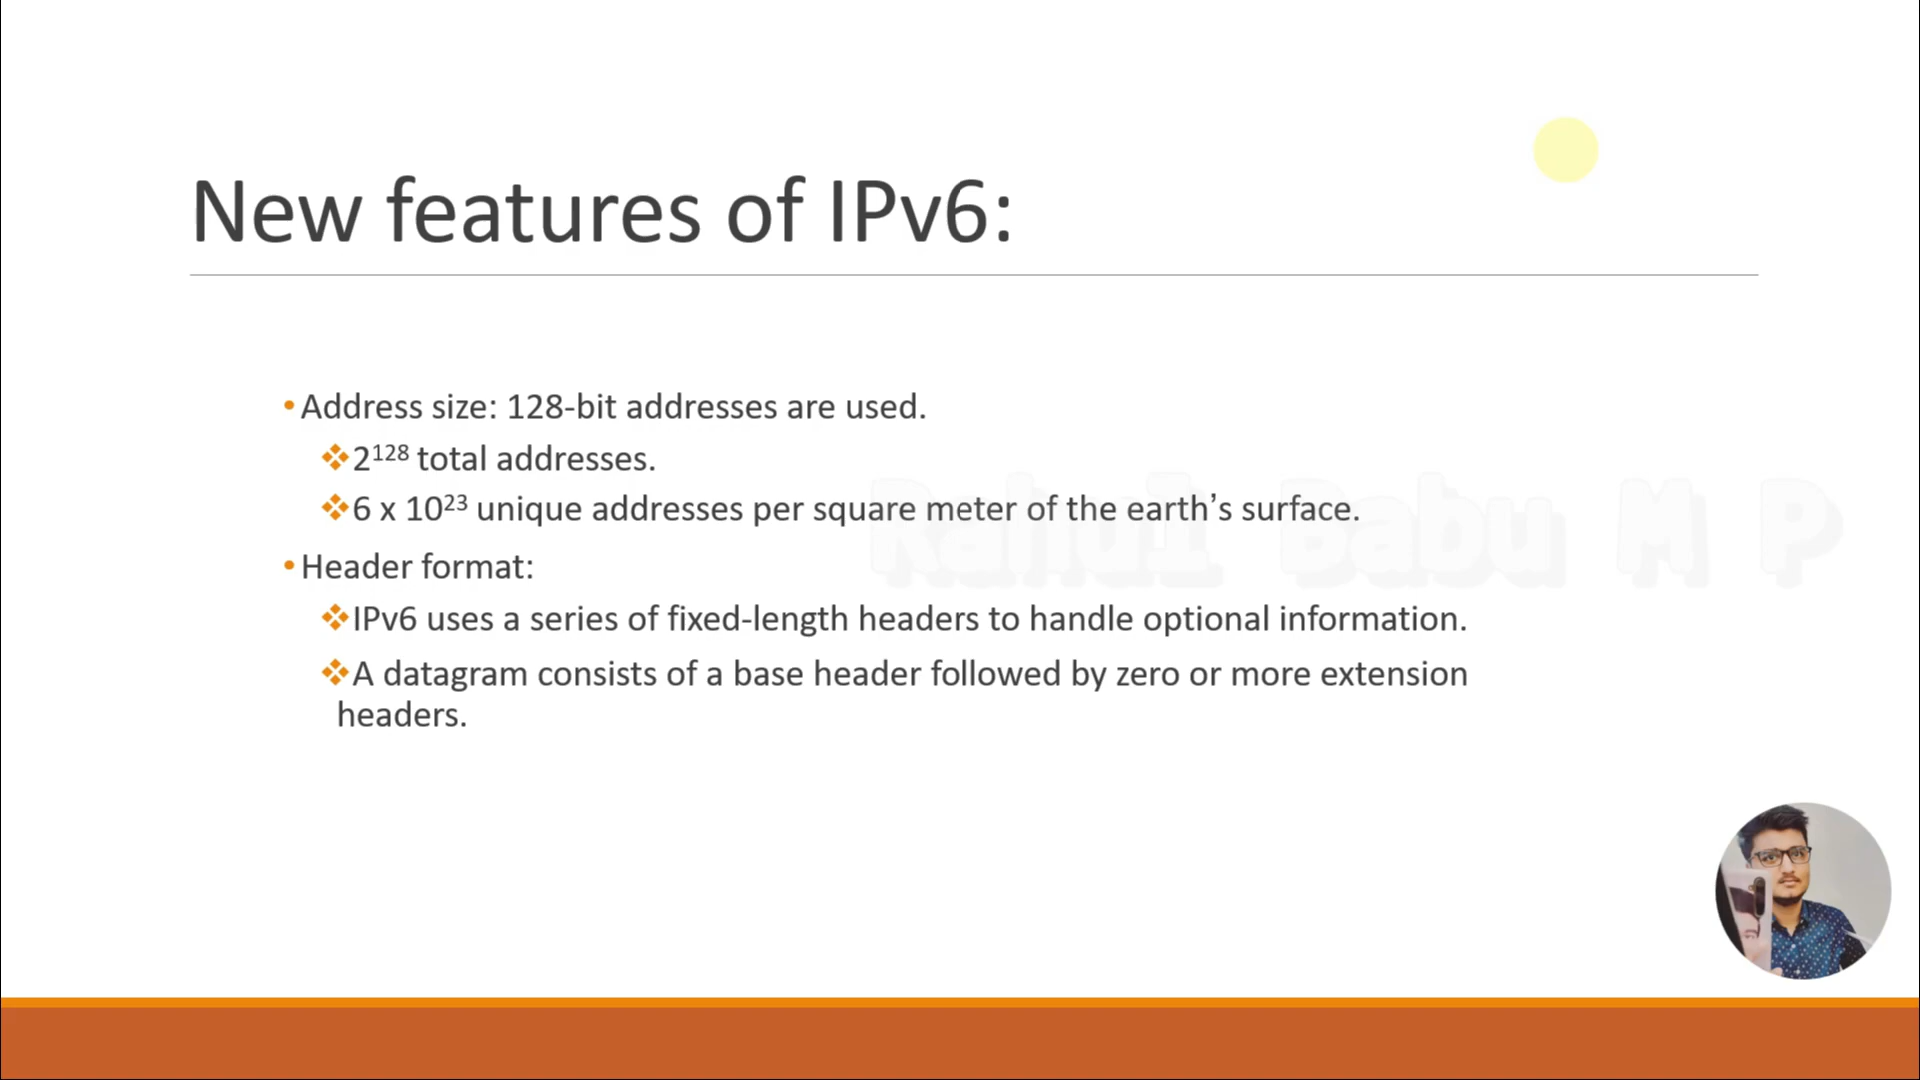 New features of IPv6:
• Address size: 128-bit addresses are used.
❖2¹²⁸ total addresses.
❖6 x 10²³ unique addresses per square meter of the earth’s surface.
Rahul Babu M P
• Header format:
❖IPv6 uses a series of fixed-length headers to handle optional information.
❖A datagram consists of a base header followed by zero or more extension
headers.